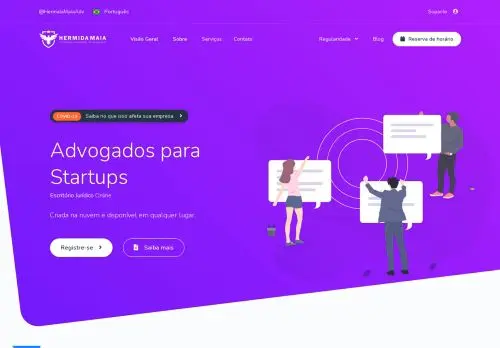 @HermidaMaiaAdv Português Suporte
HERMIDA MAIA Visão Geral Sobre Serviços Contato Regularidade Blog Reserva de horário
COVID-19 Saiba no que isso afeta sua empresa
Advogados para
Startups
Escritório Jurídico Online
Criada na nuvem e disponível em qualquer lugar.
Registre-se Saiba mais